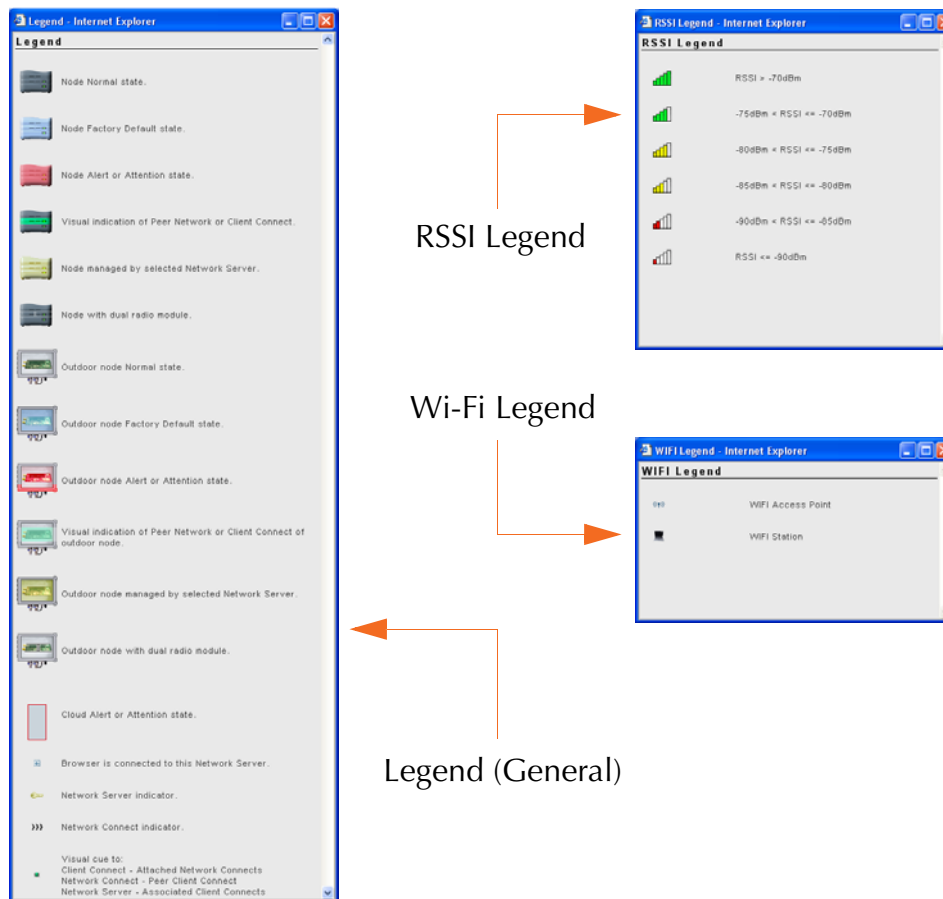 Legend - Internet Explorer
Legend
Node Normal state.
Node Factory Default state.
Node Alert or Attention state.
Visual indication of Peer Network or Client Connect.
Node managed by selected Network Server.
Node with dual radio module.
Outdoor node Normal state.
Outdoor node Factory Default state.
Outdoor node Alert or Attention state.
Visual indication of Peer Network or Client Connect of
outdoor node.
Outdoor node managed by selected Network Server.
Outdoor node with dual radio module.
Cloud Alert or Attention state.
Browser is connected to this Network Server.
Network Server indicator.
Network Connect indicator.
Visual cue to:
Client Connect - Attached Network Connects
Network Connect - Peer Client Connect
Network Server - Associated Client Connects
RSSI Legend
Wi-Fi Legend
Legend (General)
RSSI Legend - Internet Explorer
RSSI Legend
RSSI > -70dBm
-75dBm < RSSI <= -70dBm
-80dBm < RSSI <= -75dBm
-85dBm < RSSI <= -80dBm
-90dBm < RSSI <= -85dBm
RSSI <= -90dBm
WIFI Legend - Internet Explorer
WIFI Legend
WIFI Access Point
WIFI Station